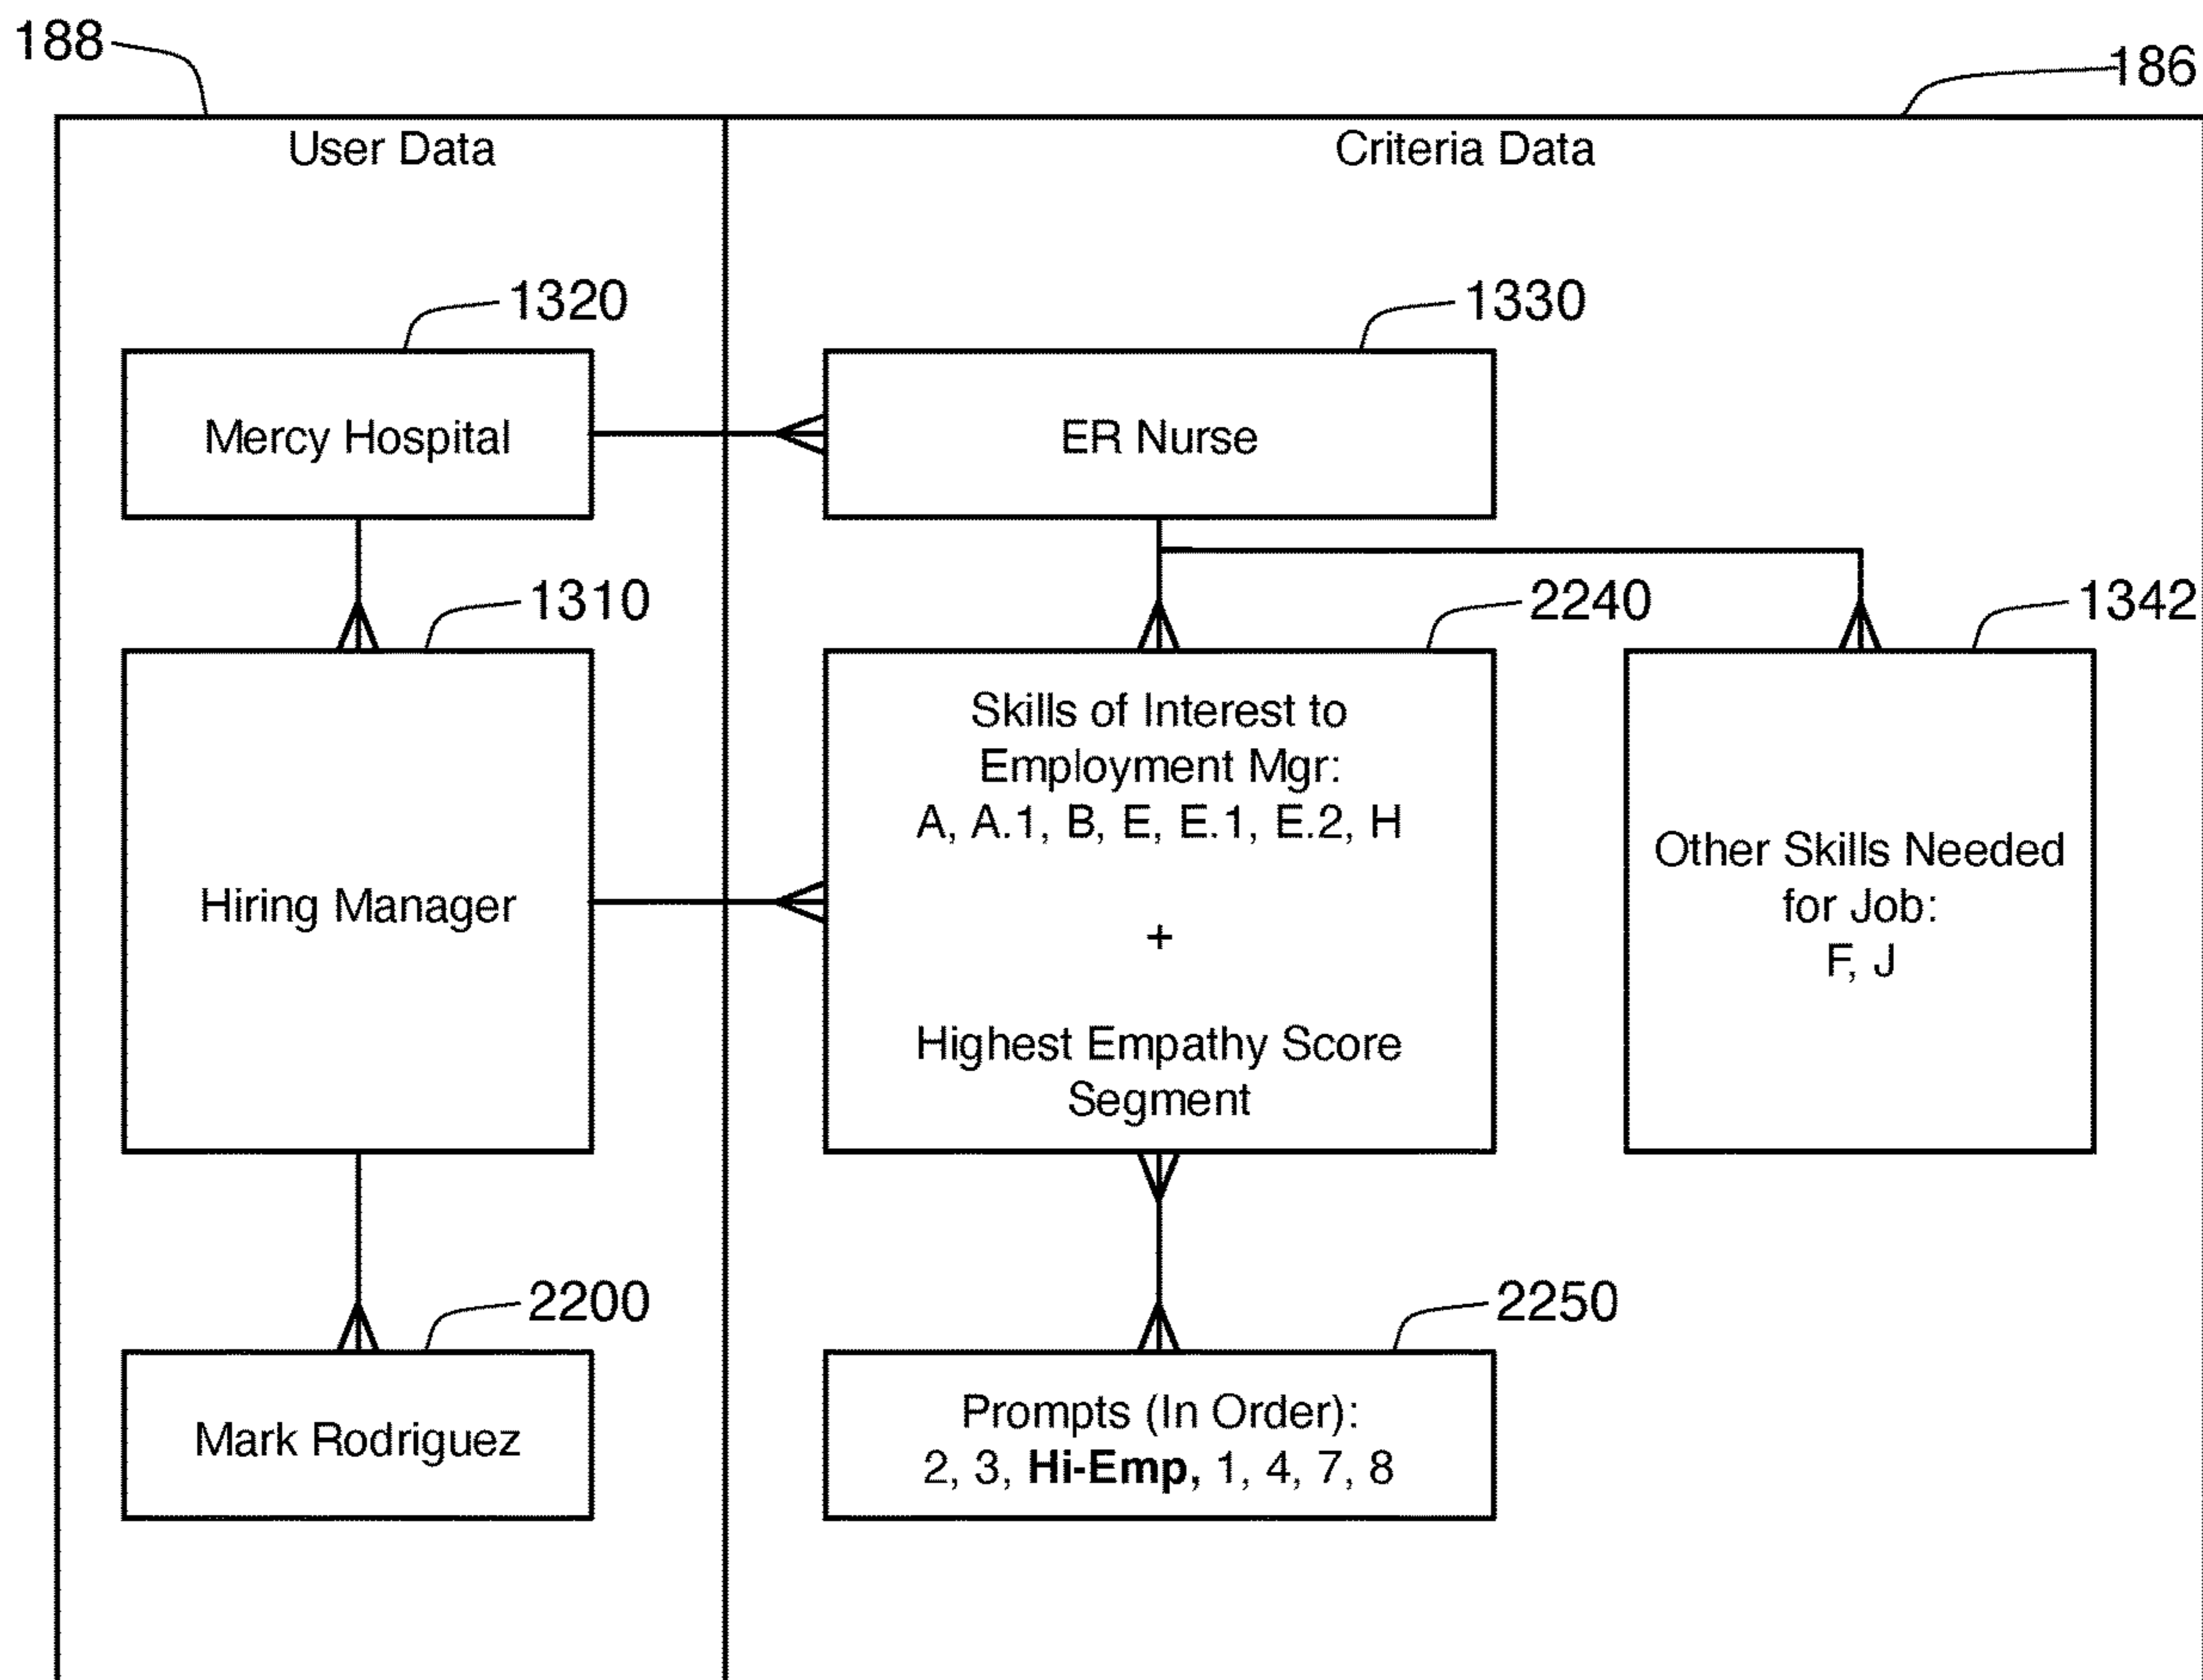 188
186
User Data
Criteria Data
1320
1330
Mercy Hospital
ER Nurse
1310
2240
1342
Hiring Manager
Skills of Interest to
Employment Mgr:
A, A.1, B, E, E.1, E.2, H
+
Highest Empathy Score
Segment
Other Skills Needed
for Job:
F, J
2200
2250
Mark Rodriguez
Prompts (In Order):
2, 3, Hi-Emp, 1, 4, 7, 8